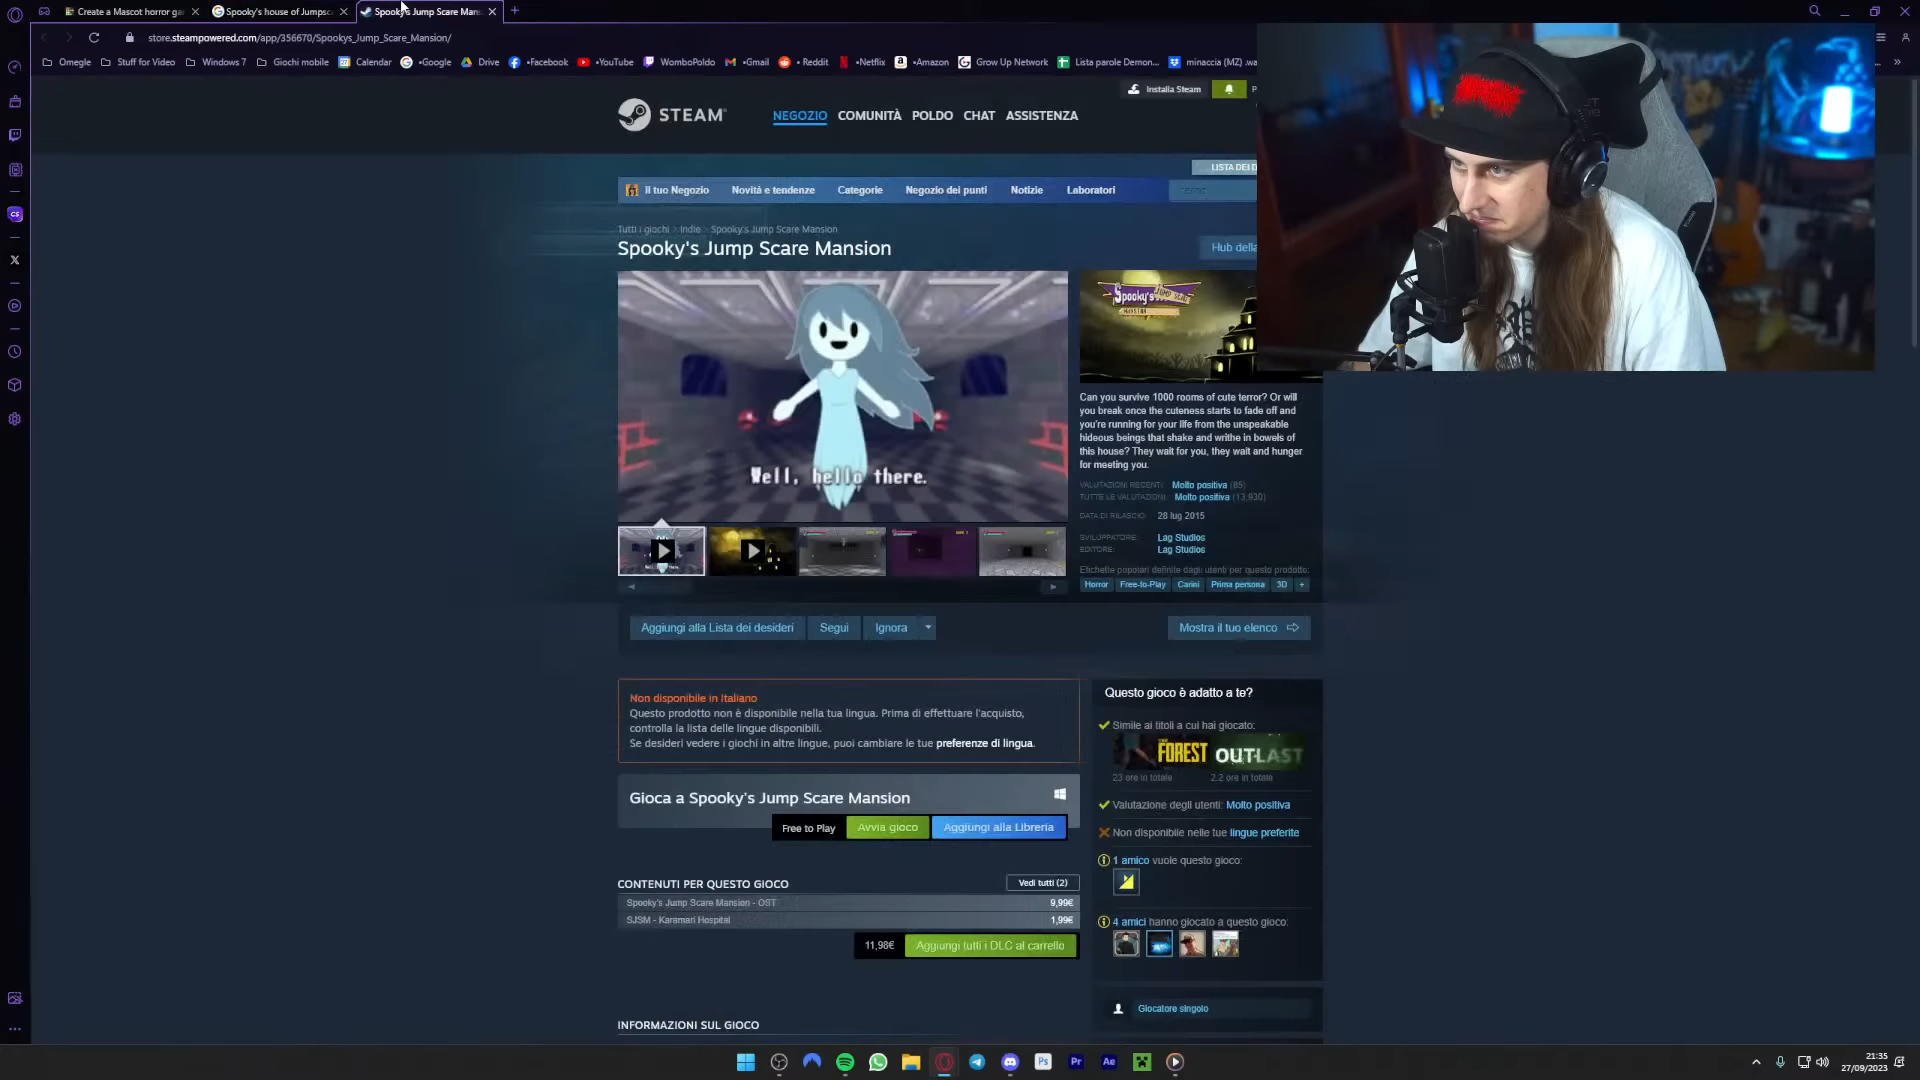 Create a Mascot horror ga
Spooky's house of Jumpsc
Spooky's Jump Scare Mans
store.steampowered.com/app/356670/Spookys_Jump_Scare_Mansion/
Omegle
Stuff for Video
Windows 7
Giochi mobile
Calendar
•Google
Drive
•Facebook
•YouTube
WomboPoldo
•Gmail
• Reddit
•Netflix
•Amazon
Grow Up Network
Lista parole Demon...
minaccia (MZ) .wa
Installa Steam
STEAM
NEGOZIO COMUNITÀ POLDO CHAT ASSISTENZA
LISTA DEI D
Il tuo Negozio Novità e tendenze Categorie Negozio dei punti Notizie Laboratori
Tutti i giochi > Indie > Spooky's Jump Scare Mansion
Spooky's Jump Scare Mansion
Hub della
Well, hello there.
Spooky's JUMP SCARE
MANSION
Can you survive 1000 rooms of cute terror? Or will
you break once the cuteness starts to fade off and
you're running for your life from the unspeakable
hideous beings that shake and writhe in bowels of
this house? They wait for you, they wait and hunger
for meeting you.
VALUTAZIONI RECENTI: Molto positiva (85)
TUTTE LE VALUTAZIONI: Molto positiva (13,930)
DATA DI RILASCIO: 28 lug 2015
SVILUPPATORE: Lag Studios
EDITORE: Lag Studios
Etichette popolari definite dagli utenti per questo prodotto:
Horror Free-to-Play Carini Prima persona 3D +
Aggiungi alla Lista dei desideri Segui Ignora
Mostra il tuo elenco
Non disponibile in Italiano
Questo prodotto non è disponibile nella tua lingua. Prima di effettuare l'acquisto,
controlla la lista delle lingue disponibili.
Se desideri vedere i giochi in altre lingue, puoi cambiare le tue preferenze di lingua.
Gioca a Spooky's Jump Scare Mansion
Free to Play Avvia gioco Aggiungi alla Libreria
CONTENUTI PER QUESTO GIOCO
Vedi tutti (2)
Spooky's Jump Scare Mansion - OST 9,99€
SJSM - Karamari Hospital 1,99€
11,98€ Aggiungi tutti i DLC al carrello
INFORMAZIONI SUL GIOCO
Questo gioco è adatto a te?
Simile ai titoli a cui hai giocato:
FOREST OUTLAST
23 ore in totale 2.2 ore in totale
Valutazione degli utenti: Molto positiva
Non disponibile nelle tue lingue preferite
1 amico vuole questo gioco:
4 amici hanno giocato a questo gioco:
Giocatore singolo
Ps
Pr
Ae
21:35
27/09/2023